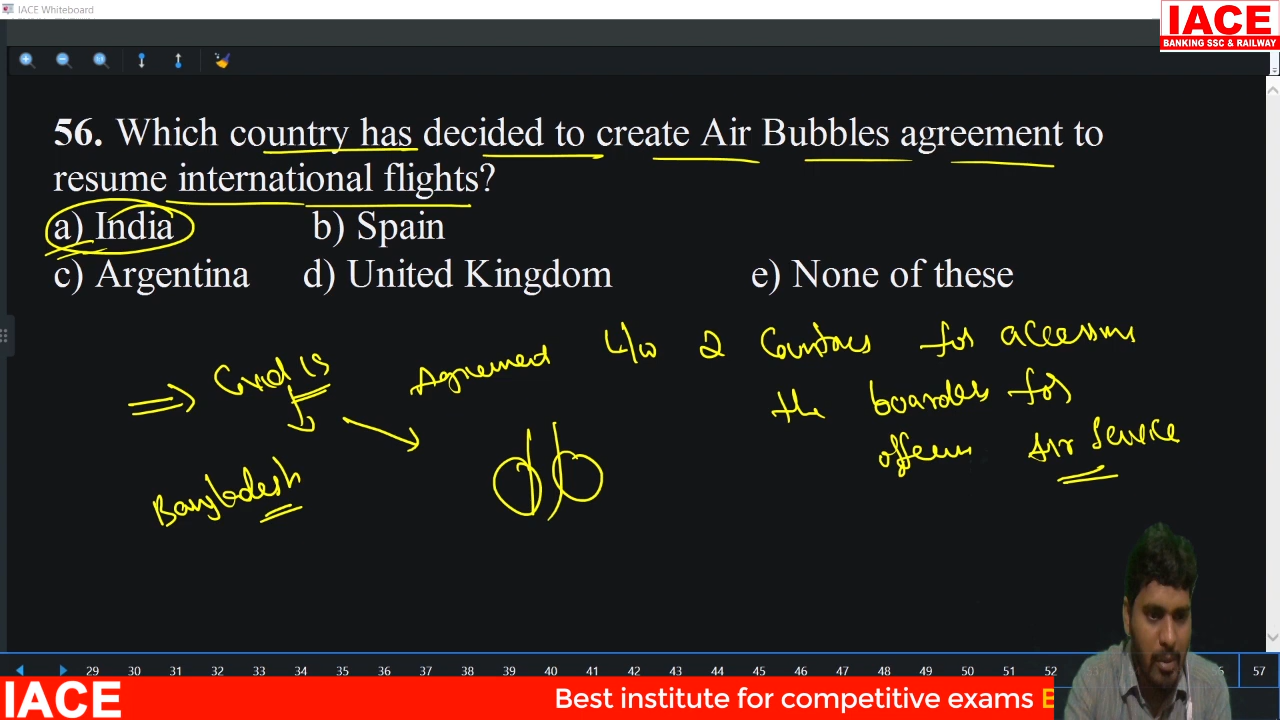 IACE Whiteboard
IACE
BANKING SSC & RAILWAY
56. Which country has decided to create Air Bubbles agreement to
resume international flights?
a) India b) Spain
c) Argentina d) United Kingdom e) None of these
Agreement b/w 2 Countries for
the boardes for
Air Service
Covid 19
Bangladesh
29 30 31 32 33 34 35 36 37 38 39 40 41 42 43 44 45 46 47 48 49 50 51 52 57
IACE
Best institute for competitive exams B